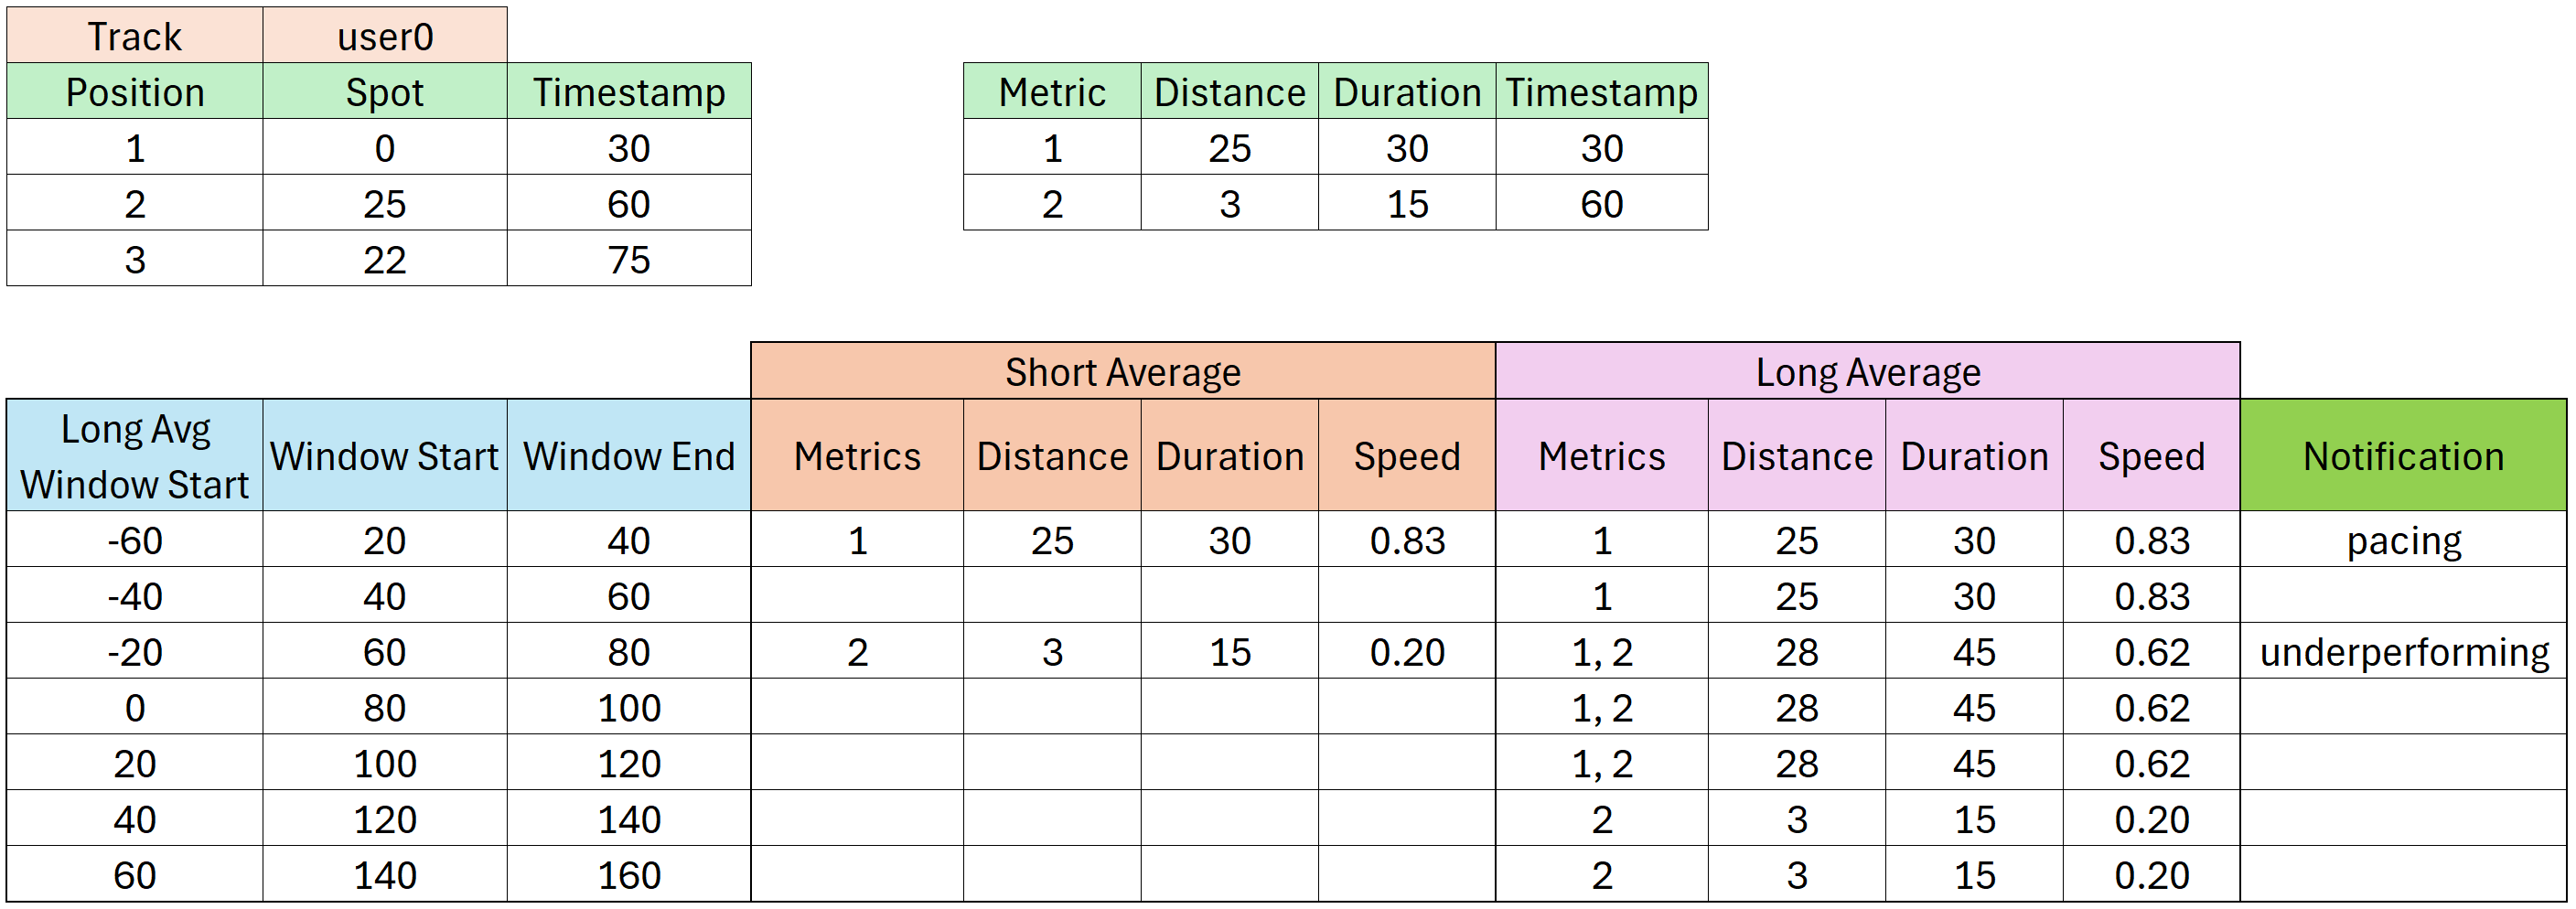 Track user0
Position Spot Timestamp
1 0 30
2 25 60
3 22 75
Metric Distance Duration Timestamp
1 25 30 30
2 3 15 60
Short Average Long Average
Long Avg
Window Start Window Start Window End Metrics Distance Duration Speed Metrics Distance Duration Speed Notification
-60 20 40 1 25 30 0.83 1 25 30 0.83 pacing
-40 40 60 1 25 30 0.83
-20 60 80 2 3 15 0.20 1, 2 28 45 0.62 underperforming
0 80 100 1, 2 28 45 0.62
20 100 120 1, 2 28 45 0.62
40 120 140 2 3 15 0.20
60 140 160 2 3 15 0.20